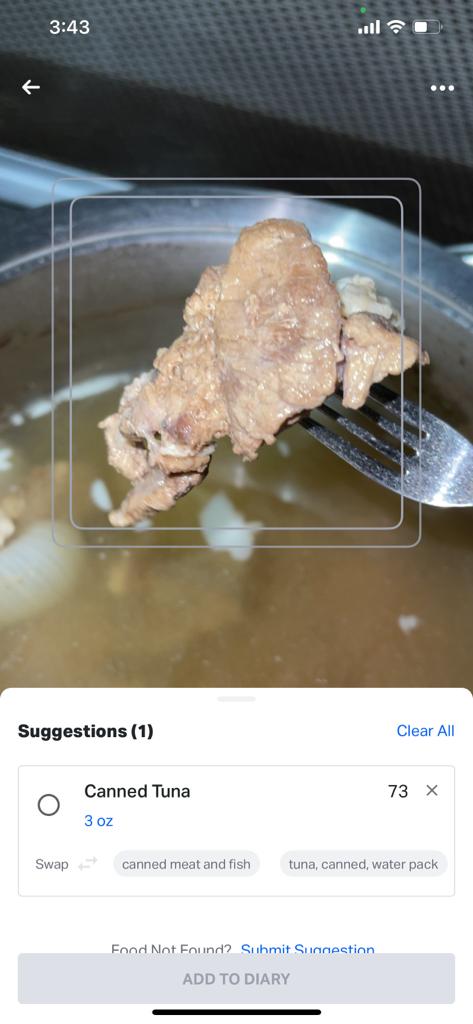 3:43
Suggestions (1)
Clear All
Canned Tuna
73
3 oz
Swap
canned meat and fish
tuna, canned, water pack
Food Not Found? Submit Suggestion
ADD TO DIARY